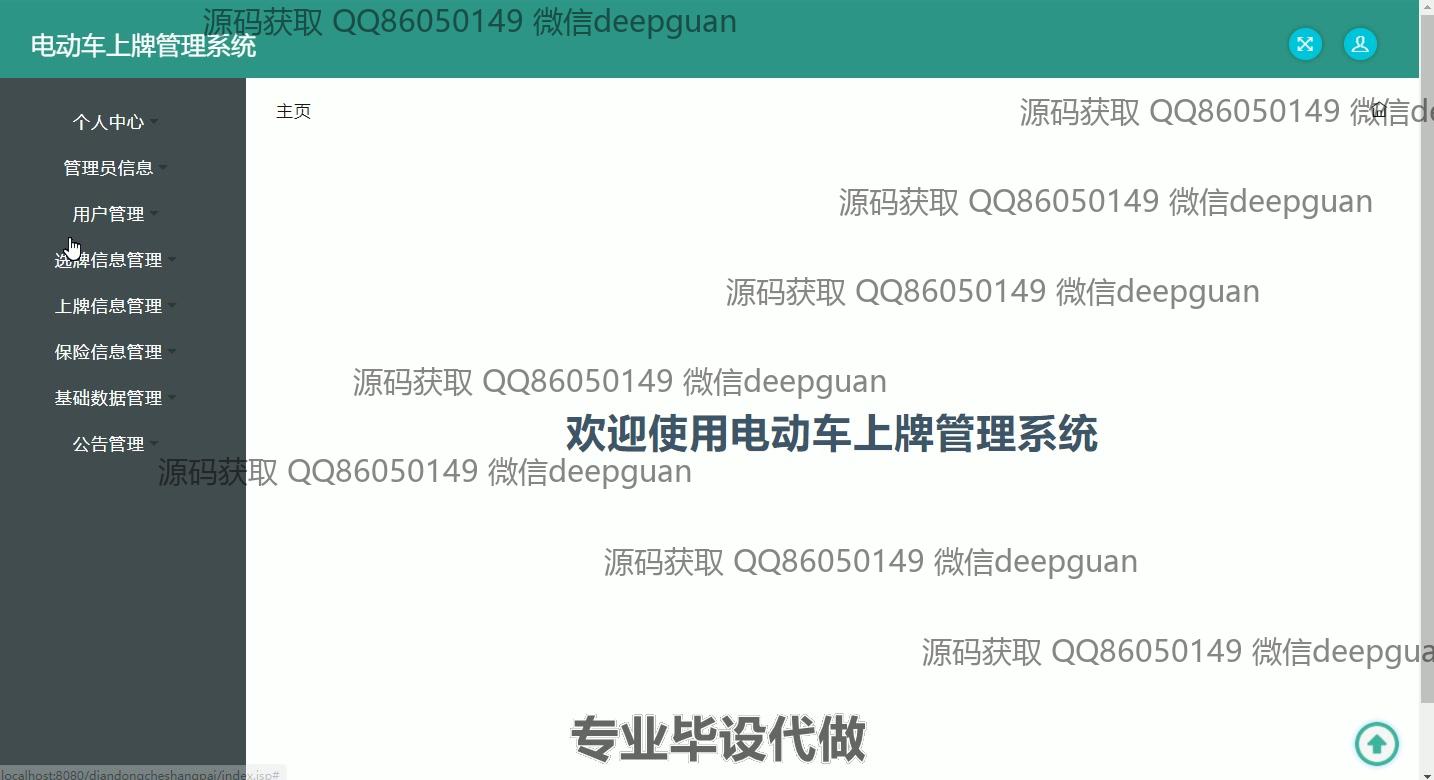 源码获取 QQ86050149 微信deepguan
电动车上牌管理系统
个人中心
管理员信息
用户管理
选牌信息管理
上牌信息管理
保险信息管理
基础数据管理
公告管理
主页
源码获取 QQ86050149 微信de
源码获取 QQ86050149 微信deepguan
源码获取 QQ86050149 微信deepguan
源码获取 QQ86050149 微信deepguan
欢迎使用电动车上牌管理系统
源码获取 QQ86050149 微信deepguan
源码获取 QQ86050149 微信deepguan
源码获取 QQ86050149 微信deepgua
专业毕设代做
localhost:8080/diandongcheshangpai/index.jsp#